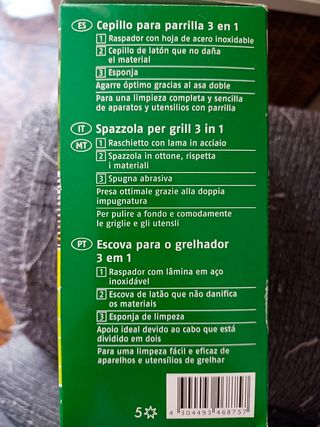 ES Cepillo para parrilla 3 en 1
1 Raspador con hoja de acero inoxidable
2 Cepillo de latón que no daña
el material
3 Esponja
Agarre óptimo gracias al asa doble
Para una limpieza completa y sencilla
de aparatos y utensilios con parrilla
IT Spazzola per grill 3 in 1
MT 1 Raschietto con lama in acciaio
2 Spazzola in ottone, rispetta
i materiali
3 Spugna abrasiva
Presa ottimale grazie alla doppia
impugnatura
Per pulire a fondo e comodamente
le griglie e gli utensili
PT Escova para o grelhador
3 em 1
1 Raspador com lâmina em aço
inoxidável
2 Escova de latão que não danifica
os materiais
3 Esponja de limpeza
Apoio ideal devido ao cabo que está
dividido em dois
Para uma limpeza fácil e eficaz de
aparelhos e utensílios de grelhar
5
4 304493 468757